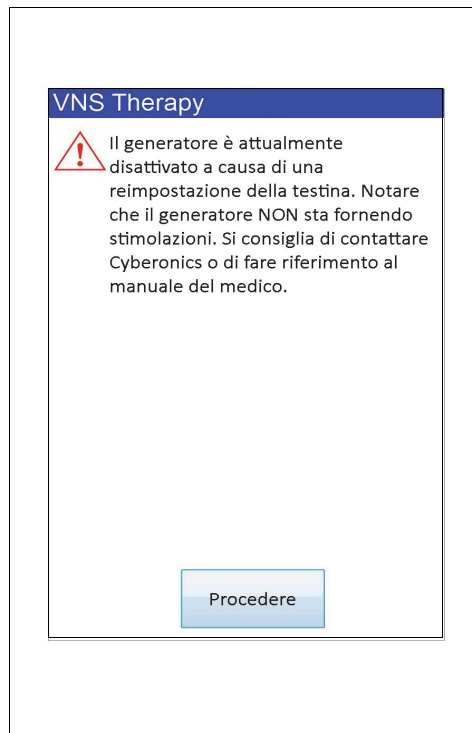 VNS Therapy
Il generatore è attualmente
disattivato a causa di una
reimpostazione della testina. Notare
che il generatore NON sta fornendo
stimolazioni. Si consiglia di contattare
Cyberonics o di fare riferimento al
manuale del medico.
Procedere